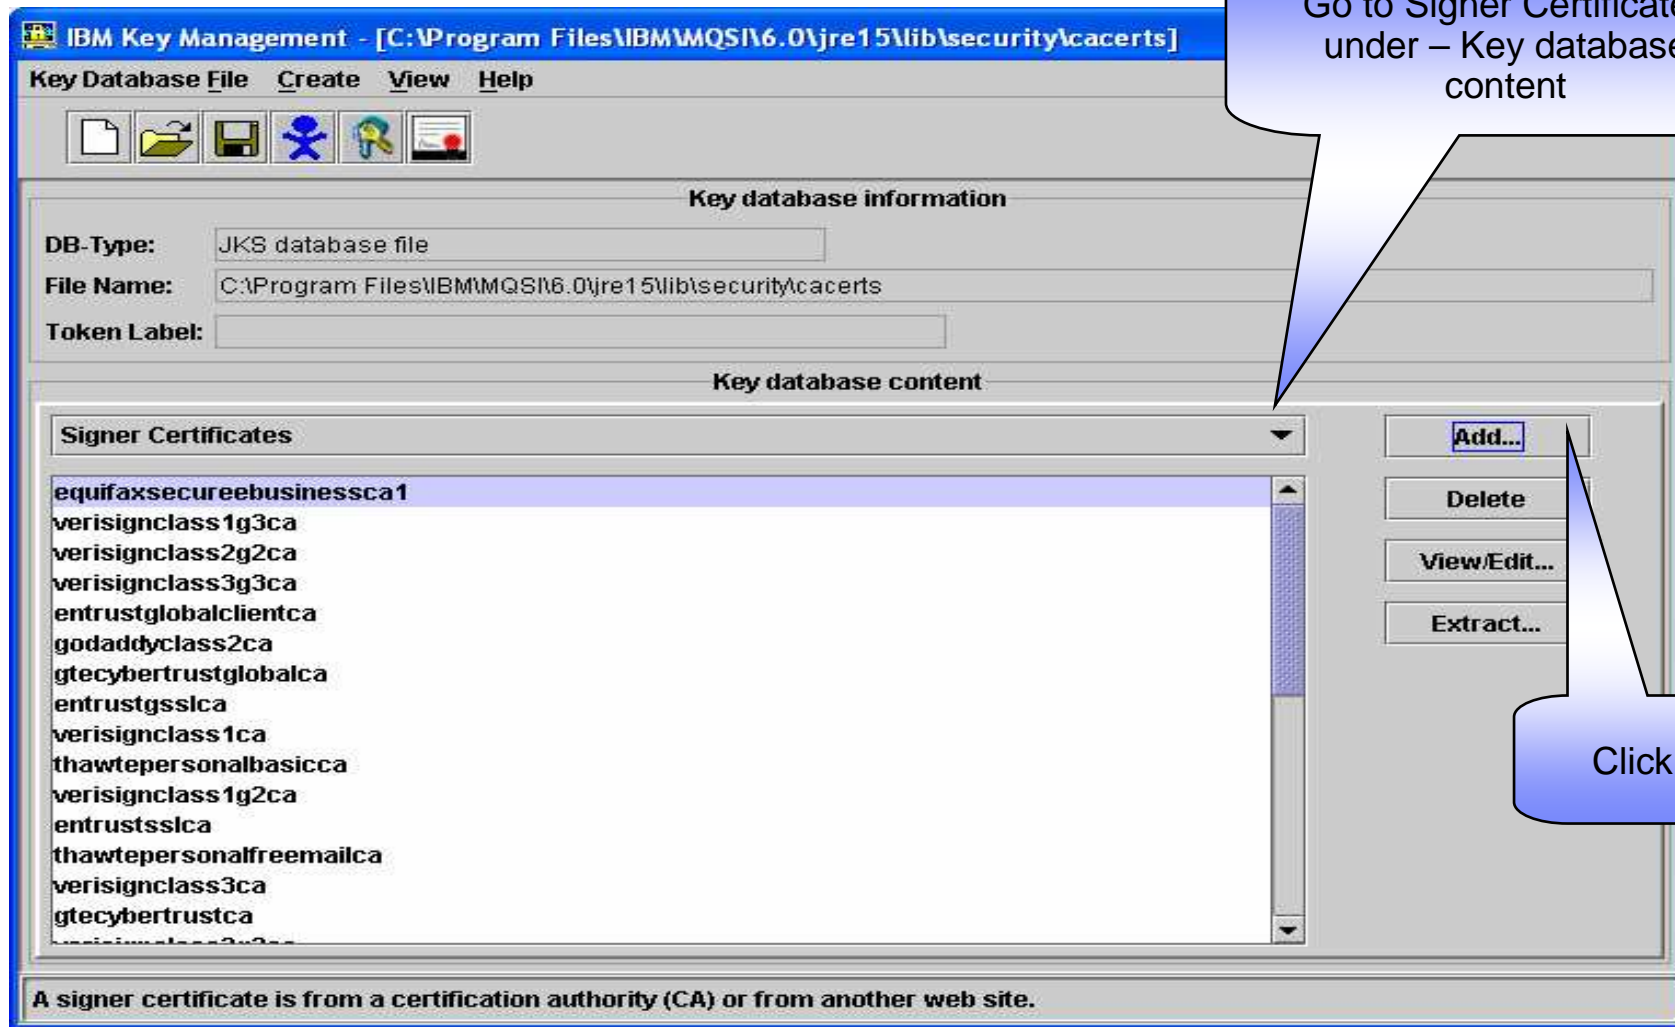 IBM Key Management - [C:\Program Files\IBM\MQSI\6.0\jre15\lib\security\cacerts]
Go to Signer Certificate
under – Key database
content
Key Database File Create View Help
Key database information
DB-Type: JKS database file
File Name: C:\Program Files\IBM\MQSI\6.0\jre15\lib\security\cacerts
Token Label:
Key database content
Signer Certificates
Add...
equifaxsecureebusinessca1
Delete
verisignclass1g3ca
verisignclass2g2ca
View/Edit...
verisignclass3g3ca
entrustglobalclientca
Extract...
godaddyclass2ca
gtecybertrustglobalca
entrustgsslca
verisignclass1ca
thawtepersonalbasicca
Click
verisignclass1g2ca
entrustsslca
thawtepersonalfreemailca
verisignclass3ca
gtecybertrustca
A signer certificate is from a certification authority (CA) or from another web site.